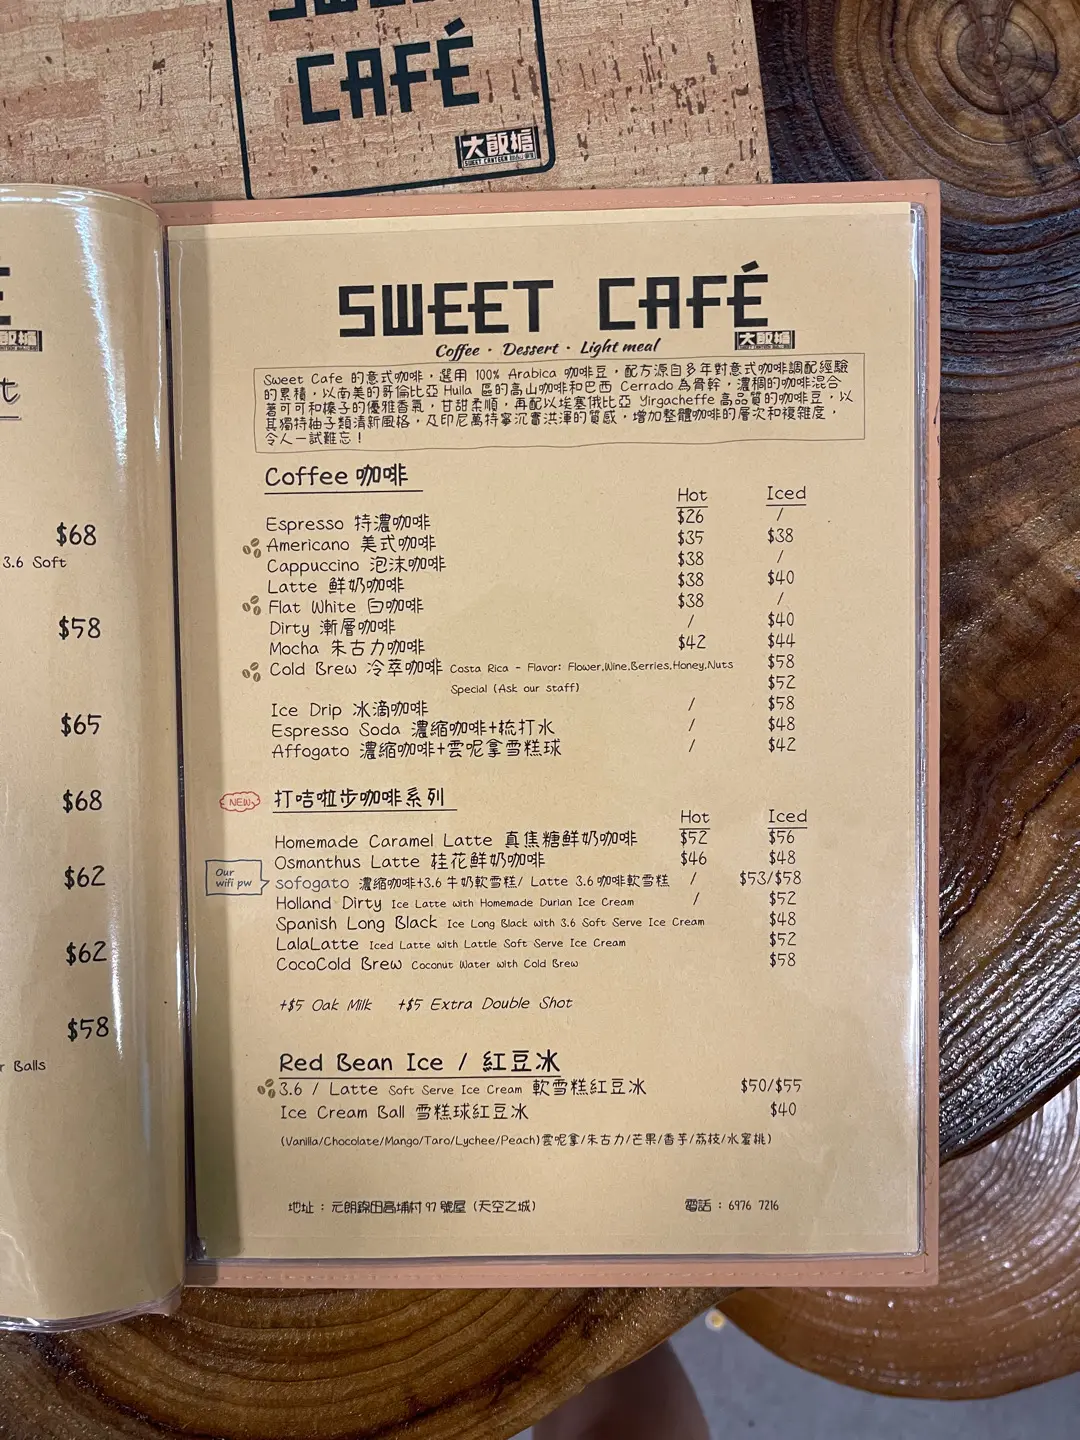 CAFÉ
大飯糖
SWEET CANTEEN
$68
3.6 Soft
$58
$65
$68
$62
$62
$58
r Balls
SWEET CAFÉ
大飯糖
Coffee · Dessert · Light meal
Sweet Cafe 的意式咖啡，選用 100% Arabica 咖啡豆，配方源自多年對意式咖啡調配經驗
的累積，以南美的哥倫比亞 Huila 區的高山咖啡和巴西 Cerrado 為骨幹，濃稠的咖啡混合
著可可和榛子的優雅香氣，甘甜柔順，再配以埃塞俄比亞 Yirgacheffe 高品質的咖啡豆，以
其獨特柚子類清新風格，及印尼萬特寧沉實洪渾的質感，增加整體咖啡的層次和複雜度，
令人一試難忘！
Coffee 咖啡
Hot Iced
Espresso 特濃咖啡 $26 /
Americano 美式咖啡 $35 $38
Cappuccino 泡沫咖啡 $38 /
Latte 鮮奶咖啡 $38 $40
Flat White 白咖啡 $38 /
Dirty 漸層咖啡 / $40
Mocha 朱古力咖啡 $42 $44
Cold Brew 冷萃咖啡 Costa Rica - Flavor: Flower,Wine,Berries,Honey,Nuts $58
Special (Ask our staff) $52
Ice Drip 冰滴咖啡 / $58
Espresso Soda 濃縮咖啡+梳打水 / $48
Affogato 濃縮咖啡+雲呢拿雪糕球 / $42
NEW 打咭啦步咖啡系列
Hot Iced
Homemade Caramel Latte 真焦糖鮮奶咖啡 $52 $56
Osmanthus Latte 桂花鮮奶咖啡 $46 $48
Our
wifi pw
sofogato 濃縮咖啡+3.6 牛奶軟雪糕/ Latte 3.6 咖啡軟雪糕 / $53/$58
Holland Dirty Ice Latte with Homemade Durian Ice Cream / $52
Spanish Long Black Ice Long Black with 3.6 Soft Serve Ice Cream $48
LalaLatte Iced Latte with Lattle Soft Serve Ice Cream $52
CocoCold Brew Coconut Water with Cold Brew $58
+$5 Oak Milk +$5 Extra Double Shot
Red Bean Ice / 紅豆冰
3.6 / Latte Soft Serve Ice Cream 軟雪糕紅豆冰 $50/$55
Ice Cream Ball 雪糕球紅豆冰 $40
(Vanilla/Chocolate/Mango/Taro/Lychee/Peach)雲呢拿/朱古力/芒果/香芋/荔枝/水蜜桃)
地址：元朗錦田高埔村 97 號屋（天空之城） 電話：6976 7216